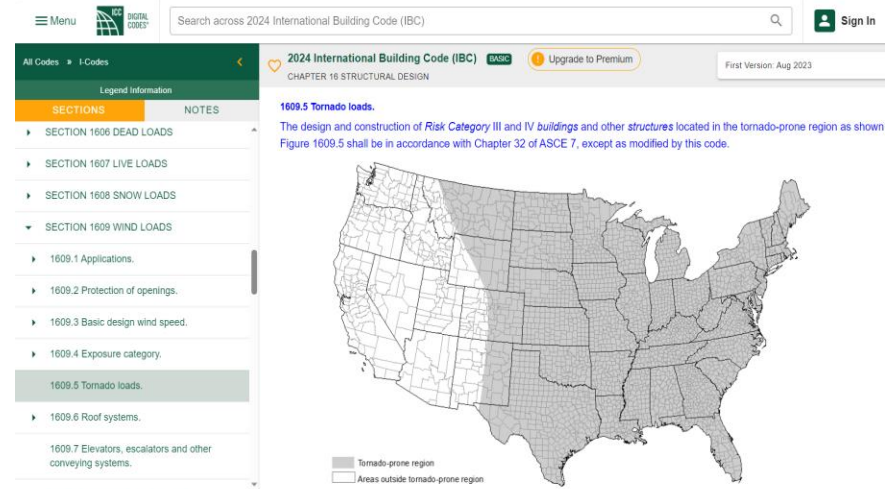 Menu
ICC
DIGITAL
CODES®
Search across 2024 International Building Code (IBC)
Sign In
All Codes » I-Codes
Legend Information
SECTIONS
NOTES
SECTION 1606 DEAD LOADS
SECTION 1607 LIVE LOADS
SECTION 1608 SNOW LOADS
SECTION 1609 WIND LOADS
1609.1 Applications.
1609.2 Protection of openings.
1609.3 Basic design wind speed.
1609.4 Exposure category.
1609.5 Tornado loads.
1609.6 Roof systems.
1609.7 Elevators, escalators and other
conveying systems.
2024 International Building Code (IBC) BASIC
Upgrade to Premium
CHAPTER 16 STRUCTURAL DESIGN
First Version: Aug 2023
1609.5 Tornado loads.
The design and construction of Risk Category III and IV buildings and other structures located in the tornado-prone region as shown
Figure 1609.5 shall be in accordance with Chapter 32 of ASCE 7, except as modified by this code.
Tornado-prone region
Areas outside tornado-prone region